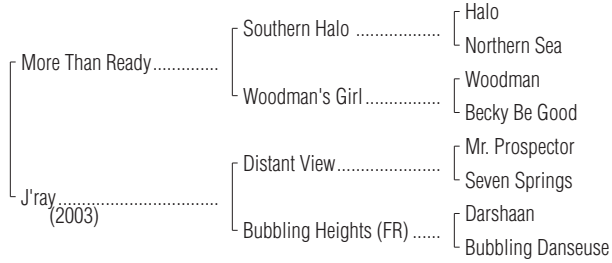 Halo
Southern Halo ..................
Northern Sea
More Than Ready..............
Woodman
Woodman's Girl................
Becky Be Good
Mr. Prospector
Distant View......................
Seven Springs
J'ray..................................
(2003)
Darshaan
Bubbling Heights (FR) ......
Bubbling Danseuse